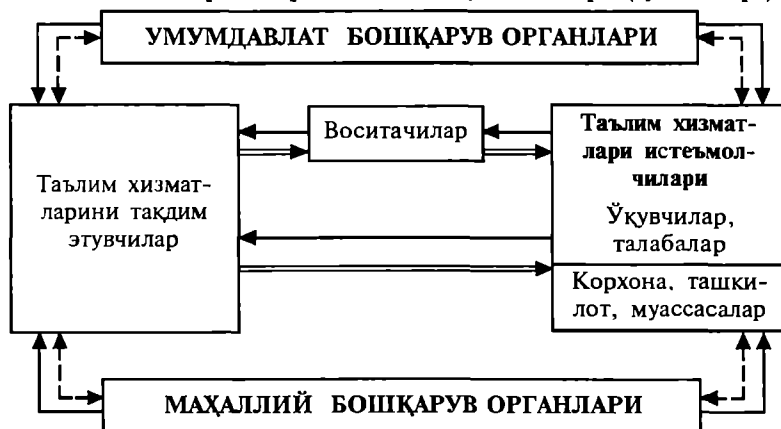 УМУМДАВЛАТ БОШҚАРУВ ОРГАНЛАРИ
Таълим хизмат-
ларини тақдим
этувчилар
Воситачилар
Таълим хизмат-
лари истеъмол-
чилари
Ўқувчилар,
талабалар
Корхона, ташки-
лот, муассасалар
МАҲАЛЛИЙ БОШҚАРУВ ОРГАНЛАРИ